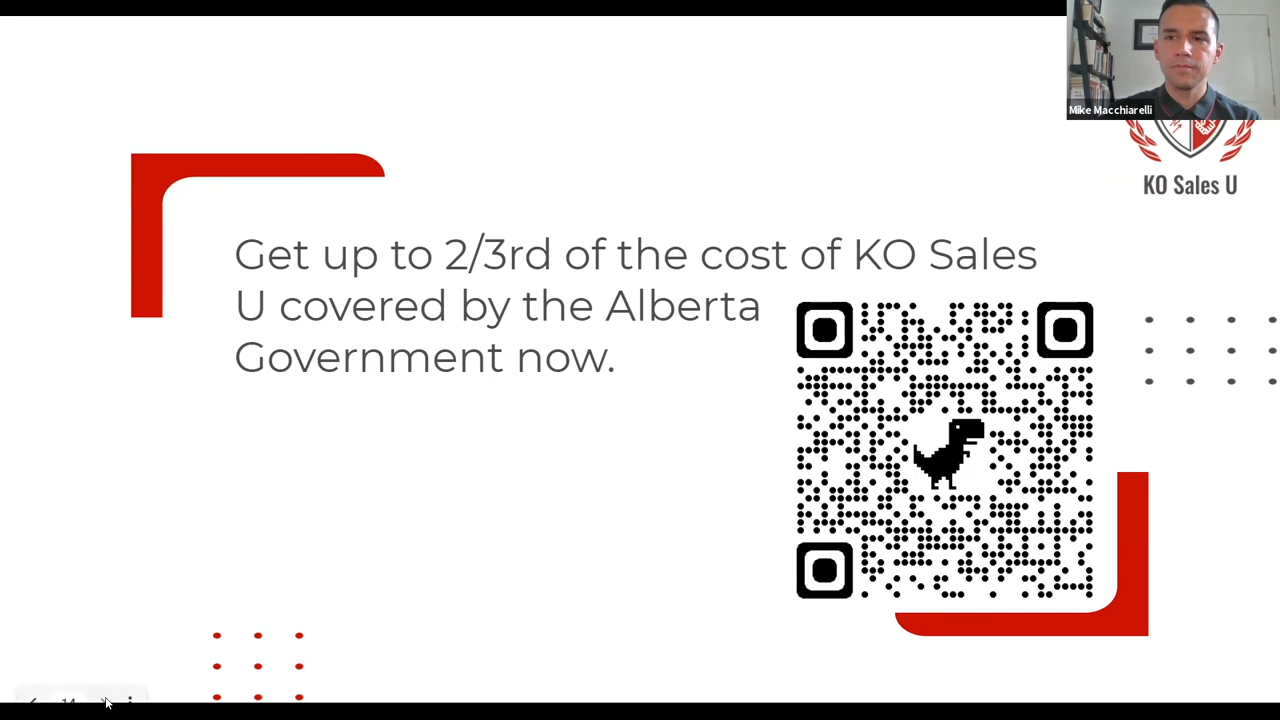 Mike Macchiarelli
KO Sales U
Get up to 2/3rd of the cost of KO Sales
U covered by the Alberta
Government now.
14